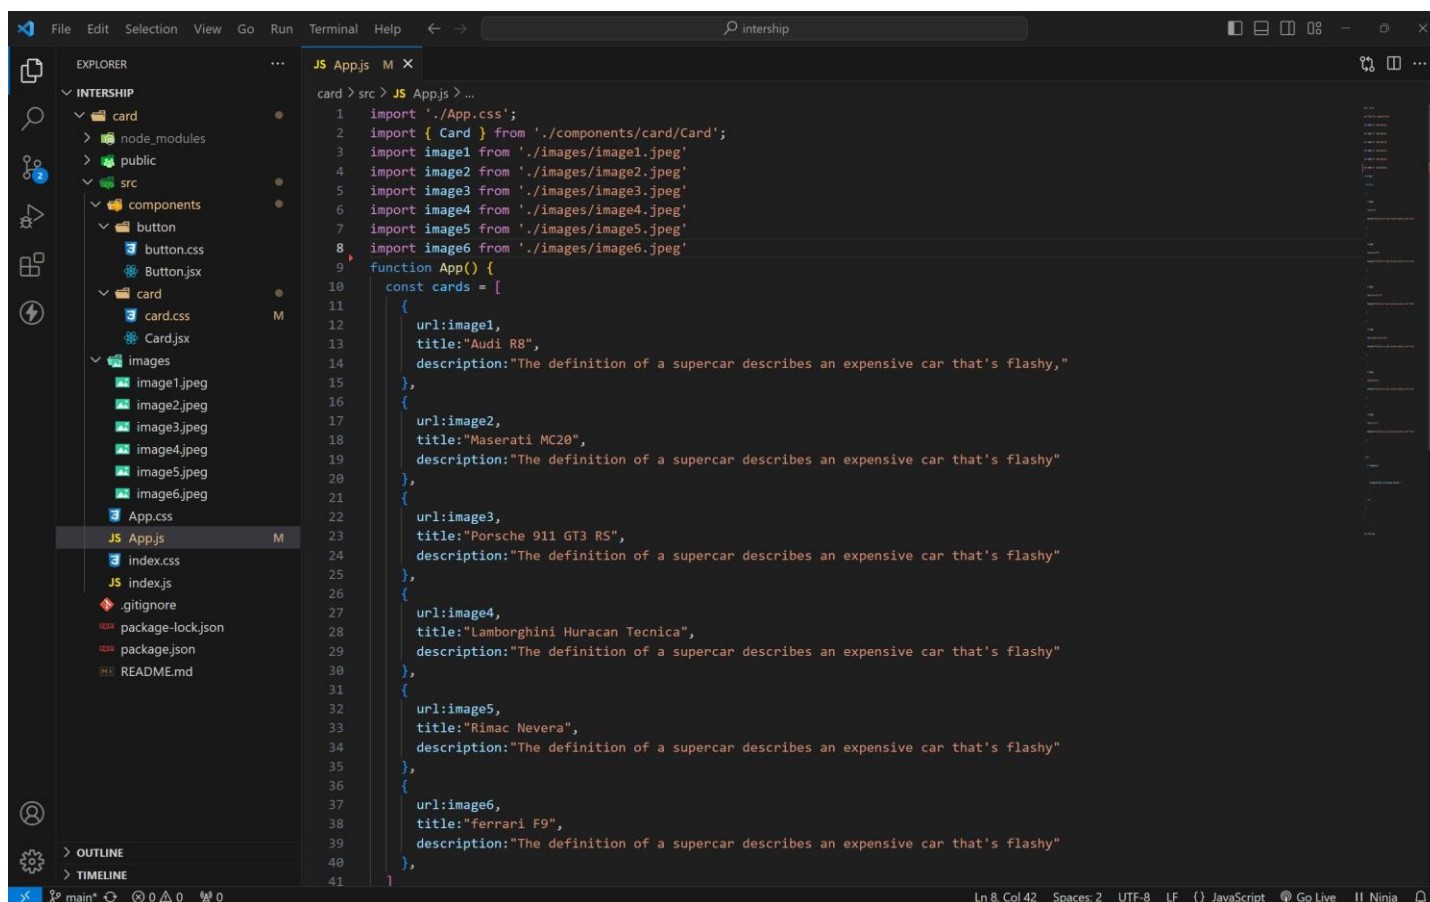 File Edit Selection View Go Run Terminal Help
intership
EXPLORER
INTERSHIP
card
node_modules
public
src
components
button
button.css
Button.jsx
card
card.css M
Card.jsx
images
image1.jpeg
image2.jpeg
image3.jpeg
image4.jpeg
image5.jpeg
image6.jpeg
App.css
JS App.js M
index.css
JS index.js
.gitignore
package-lock.json
package.json
README.md
OUTLINE
TIMELINE
2
JS App.js M
card > src > JS App.js > ...
1 import './App.css';
2 import { Card } from './components/card/Card';
3 import image1 from './images/image1.jpeg'
4 import image2 from './images/image2.jpeg'
5 import image3 from './images/image3.jpeg'
6 import image4 from './images/image4.jpeg'
7 import image5 from './images/image5.jpeg'
8 import image6 from './images/image6.jpeg'
9 function App() {
10 const cards = [
11 {
12 url:image1,
13 title:"Audi R8",
14 description:"The definition of a supercar describes an expensive car that's flashy,"
15 },
16 {
17 url:image2,
18 title:"Maserati MC20",
19 description:"The definition of a supercar describes an expensive car that's flashy"
20 },
21 {
22 url:image3,
23 title:"Porsche 911 GT3 RS",
24 description:"The definition of a supercar describes an expensive car that's flashy"
25 },
26 {
27 url:image4,
28 title:"Lamborghini Huracan Tecnica",
29 description:"The definition of a supercar describes an expensive car that's flashy"
30 },
31 {
32 url:image5,
33 title:"Rimac Nevera",
34 description:"The definition of a supercar describes an expensive car that's flashy"
35 },
36 {
37 url:image6,
38 title:"ferrari F9",
39 description:"The definition of a supercar describes an expensive car that's flashy"
40 },
41 ]
main* 0 0 0 Ln 8, Col 42 Spaces: 2 UTF-8 LF {} JavaScript Go Live Ninja